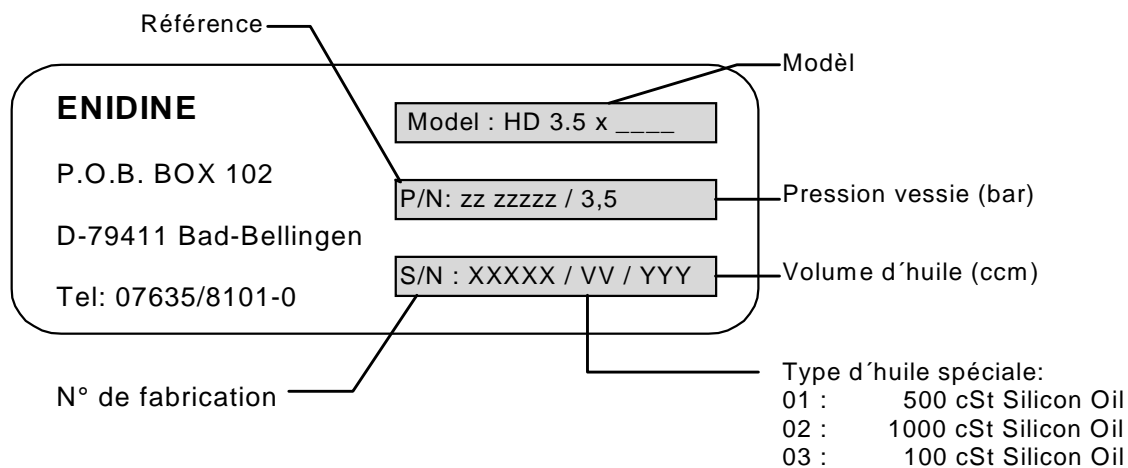 Référence
Modèl
ENIDINE
Model : HD 3.5 x ____
P.O.B. BOX 102
P/N: zz zzzzz / 3,5
Pression vessie (bar)
D-79411 Bad-Bellingen
S/N : XXXXX / VV / YYY
Volume d´huile (ccm)
Tel: 07635/8101-0
N° de fabrication
Type d´huile spéciale:
01 : 500 cSt Silicon Oil
02 : 1000 cSt Silicon Oil
03 : 100 cSt Silicon Oil